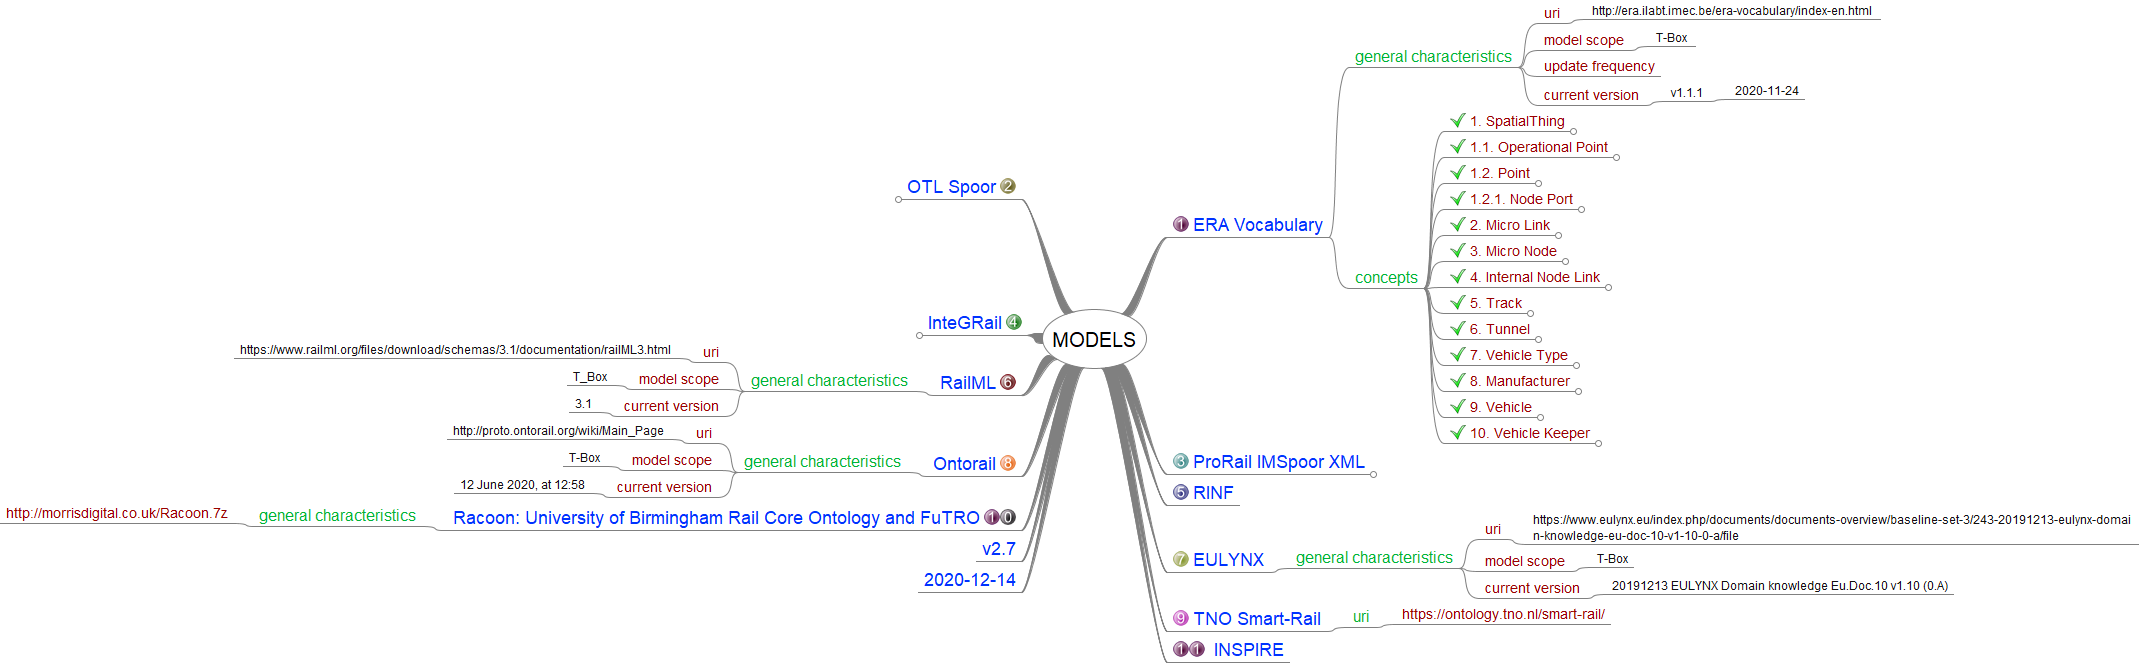 MODELS
1 ERA Vocabulary
general characteristics
uri
http://era.ilabt.imec.be/era-vocabulary/index-en.html
model scope
T-Box
update frequency
current version
v1.1.1
2020-11-24
concepts
1. SpatialThing
1.1. Operational Point
1.2. Point
1.2.1. Node Port
2. Micro Link
3. Micro Node
4. Internal Node Link
5. Track
6. Tunnel
7. Vehicle Type
8. Manufacturer
9. Vehicle
10. Vehicle Keeper
3 ProRail IMSpoor XML
5 RINF
7 EULYNX
general characteristics
uri
https://www.eulynx.eu/index.php/documents/documents-overview/baseline-set-3/243-20191213-eulynx-domai
n-knowledge-eu-doc-10-v1-10-0-a/file
model scope
T-Box
current version
20191213 EULYNX Domain knowledge Eu.Doc.10 v1.10 (0.A)
9 TNO Smart-Rail
uri
https://ontology.tno.nl/smart-rail/
11 INSPIRE
OTL Spoor 2
InteGRail 4
RailML 6
general characteristics
uri
https://www.railml.org/files/download/schemas/3.1/documentation/railML3.html
model scope
T_Box
current version
3.1
Ontorail 8
general characteristics
uri
http://proto.ontorail.org/wiki/Main_Page
model scope
T-Box
current version
12 June 2020, at 12:58
Racoon: University of Birmingham Rail Core Ontology and FuTRO 10
general characteristics
http://morrisdigital.co.uk/Racoon.7z
v2.7
2020-12-14